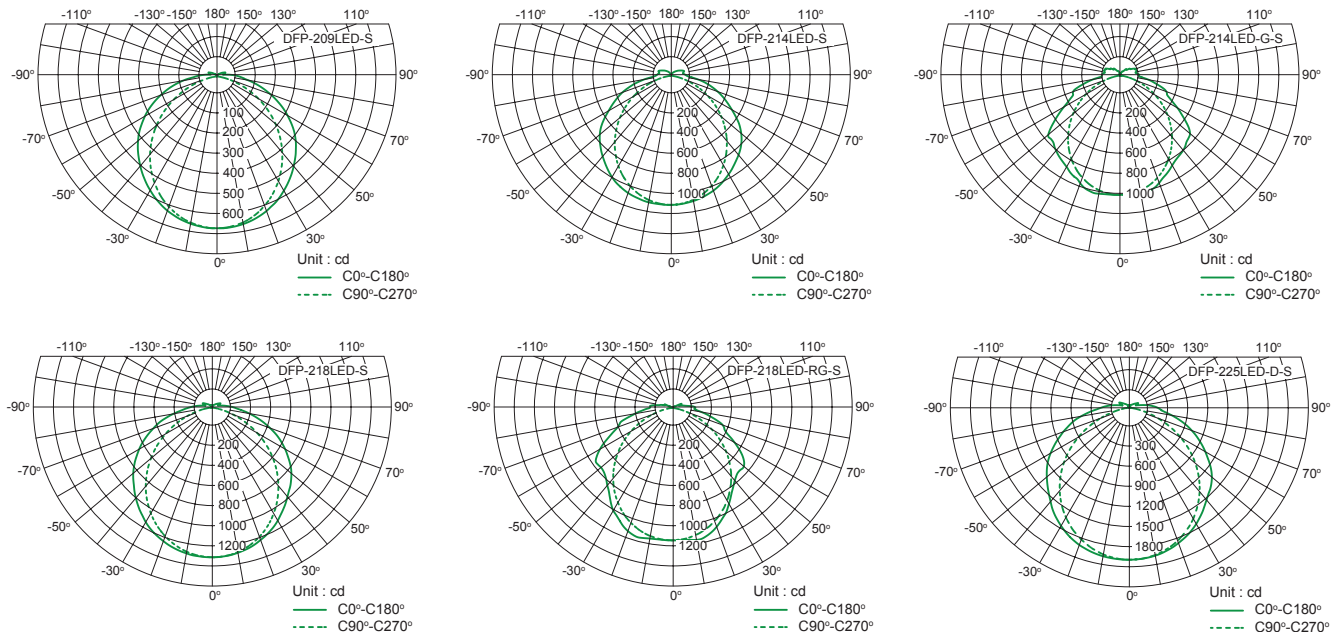 -110° -130° -150° 180° 150° 130° 110°
DFP-209LED-S
-90° 90°
100
200
300
400
500
600
-70° 70°
-50° 50°
-30° 30°
0°
Unit : cd
C0°-C180°
C90°-C270°
-110° -130° -150° 180° 150° 130° 110°
DFP-214LED-S
-90° 90°
200
400
600
800
1000
-70° 70°
-50° 50°
-30° 30°
0°
Unit : cd
C0°-C180°
C90°-C270°
-110° -130° -150° 180° 150° 130° 110°
DFP-214LED-G-S
-90° 90°
200
400
600
800
1000
-70° 70°
-50° 50°
-30° 30°
0°
Unit : cd
C0°-C180°
C90°-C270°
-110° -130° -150° 180° 150° 130° 110°
DFP-218LED-S
-90° 90°
200
400
600
800
1000
1200
-70° 70°
-50° 50°
-30° 30°
0°
Unit : cd
C0°-C180°
C90°-C270°
-110° -130° -150° 180° 150° 130° 110°
DFP-218LED-RG-S
-90° 90°
200
400
600
800
1000
1200
-70° 70°
-50° 50°
-30° 30°
0°
Unit : cd
C0°-C180°
C90°-C270°
-110° -130° -150° 180° 150° 130° 110°
DFP-225LED-D-S
-90° 90°
300
600
900
1200
1500
1800
-70° 70°
-50° 50°
-30° 30°
0°
Unit : cd
C0°-C180°
C90°-C270°